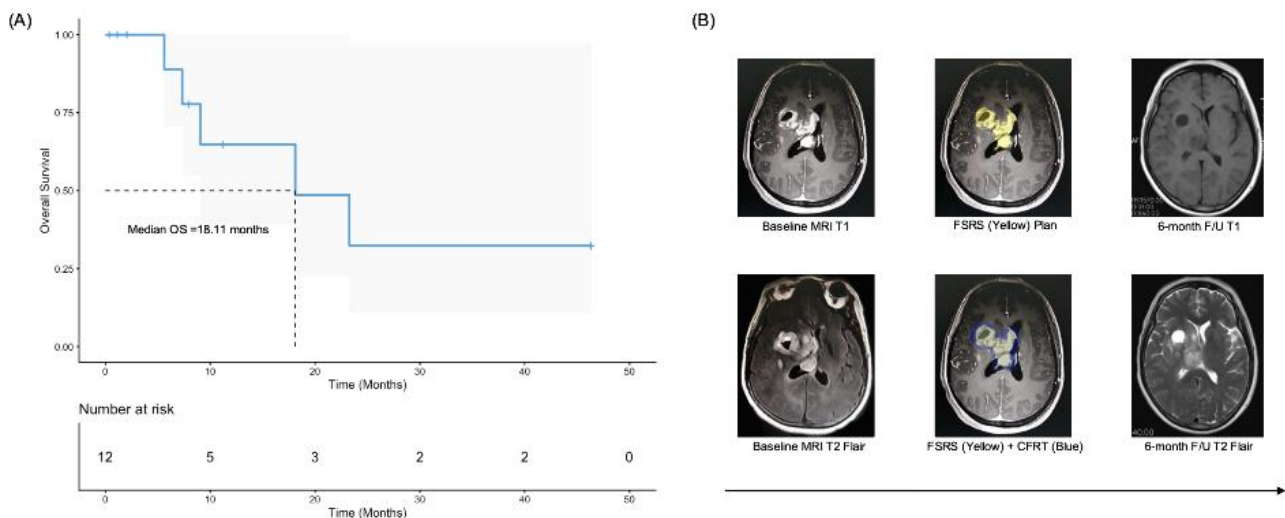 (A)
1.00
0.75
0.50
0.25
0.00
Overall Survival
Median OS =18.11 months
0 10 20 30 40 50
Time (Months)
Number at risk
12 5 3 2 2 0
0 10 20 30 40 50
Time (Months)
(B)
Baseline MRI T1
FSRS (Yellow) Plan
6-month F/U T1
Baseline MRI T2 Flair
FSRS (Yellow) + CFRT (Blue)
40:00
6-month F/U T2 Flair